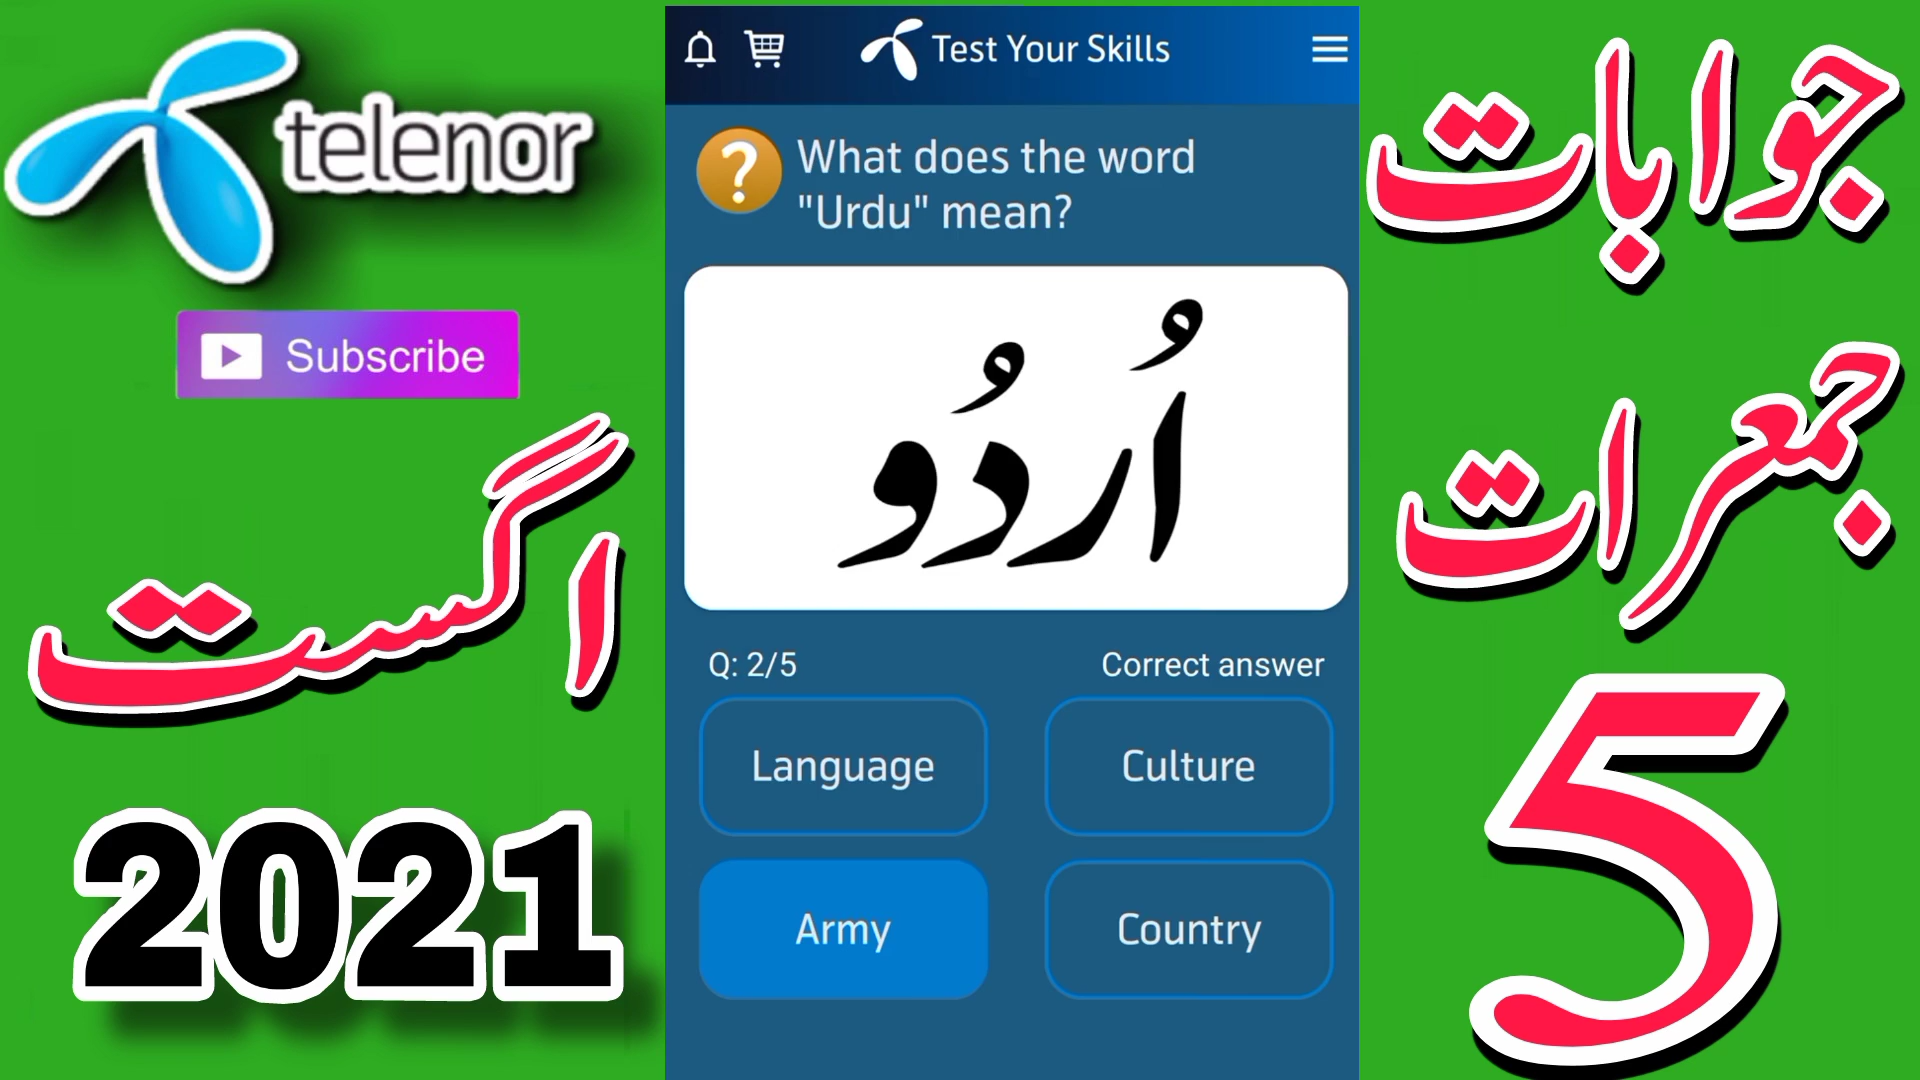 telenor
Subscribe
اگست
2021
Test Your Skills
What does the word
"Urdu" mean?
اُردُو
Q: 2/5
Correct answer
Language
Culture
Army
Country
جوابات
جمعرات
5